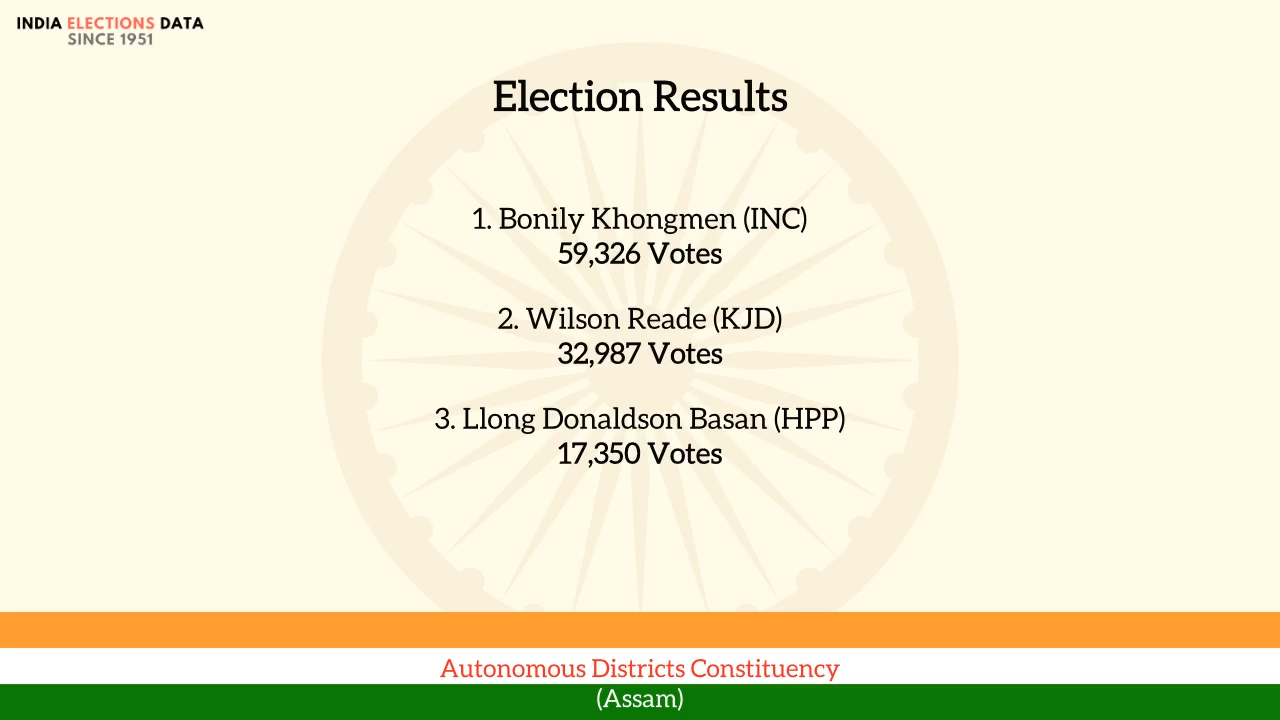 INDIA ELECTIONS DATA
SINCE 1951
Election Results
1. Bonily Khongmen (INC)
59,326 Votes
2. Wilson Reade (KJD)
32,987 Votes
3. Llong Donaldson Basan (HPP)
17,350 Votes
Autonomous Districts Constituency
(Assam)